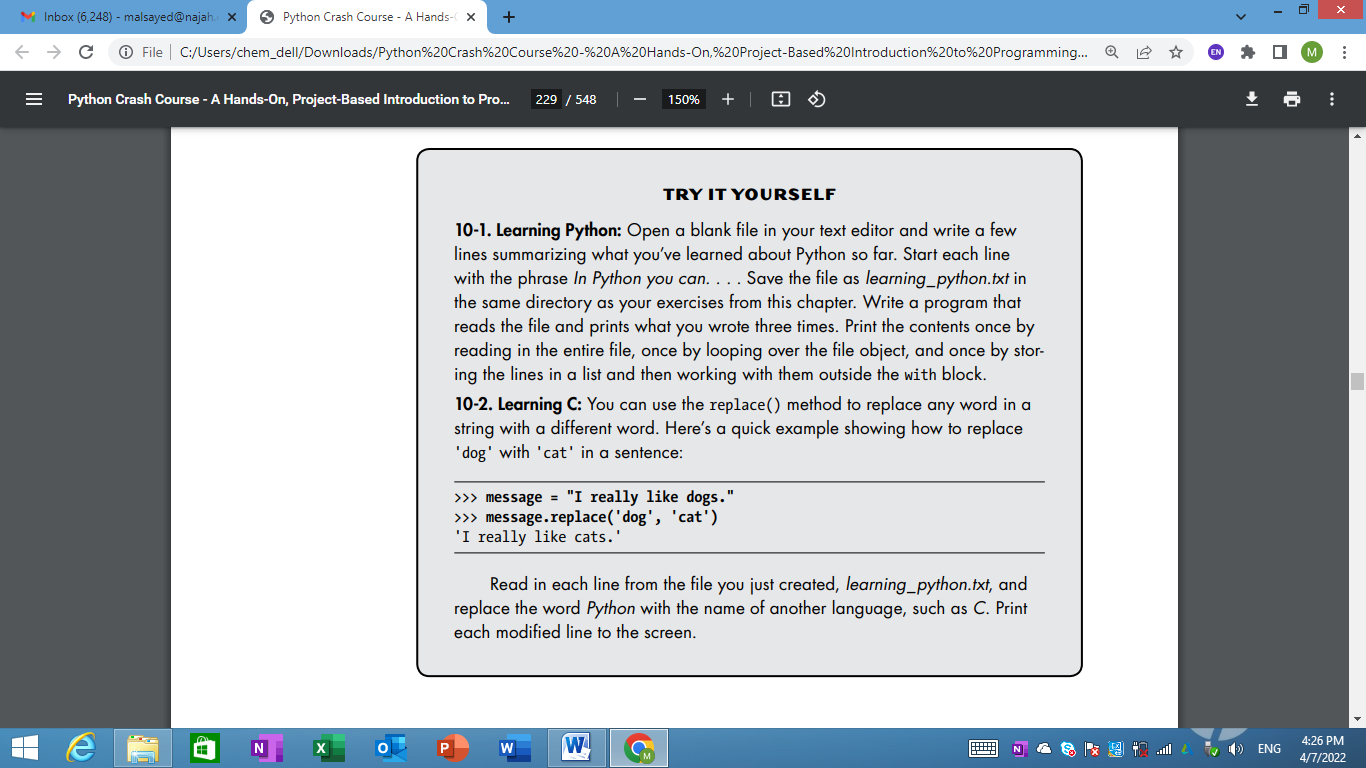 Inbox (6,248) - malsayed@najah.
Python Crash Course - A Hands-
File
C:/Users/chem_dell/Downloads/Python%20Crash%20Course%20-%20A%20Hands-On,%20Project-Based%20Introduction%20to%20Programming...
EN
M
Python Crash Course - A Hands-On, Project-Based Introduction to Pro...
229 / 548
150%
TRY IT YOURSELF
10-1. Learning Python: Open a blank file in your text editor and write a few
lines summarizing what you’ve learned about Python so far. Start each line
with the phrase In Python you can. . . . Save the file as learning_python.txt in
the same directory as your exercises from this chapter. Write a program that
reads the file and prints what you wrote three times. Print the contents once by
reading in the entire file, once by looping over the file object, and once by stor-
ing the lines in a list and then working with them outside the with block.
10-2. Learning C: You can use the replace() method to replace any word in a
string with a different word. Here’s a quick example showing how to replace
'dog' with 'cat' in a sentence:
>>> message = "I really like dogs."
>>> message.replace('dog', 'cat')
'I really like cats.'
Read in each line from the file you just created, learning_python.txt, and
replace the word Python with the name of another language, such as C. Print
each modified line to the screen.
ENG
4:26 PM
4/7/2022